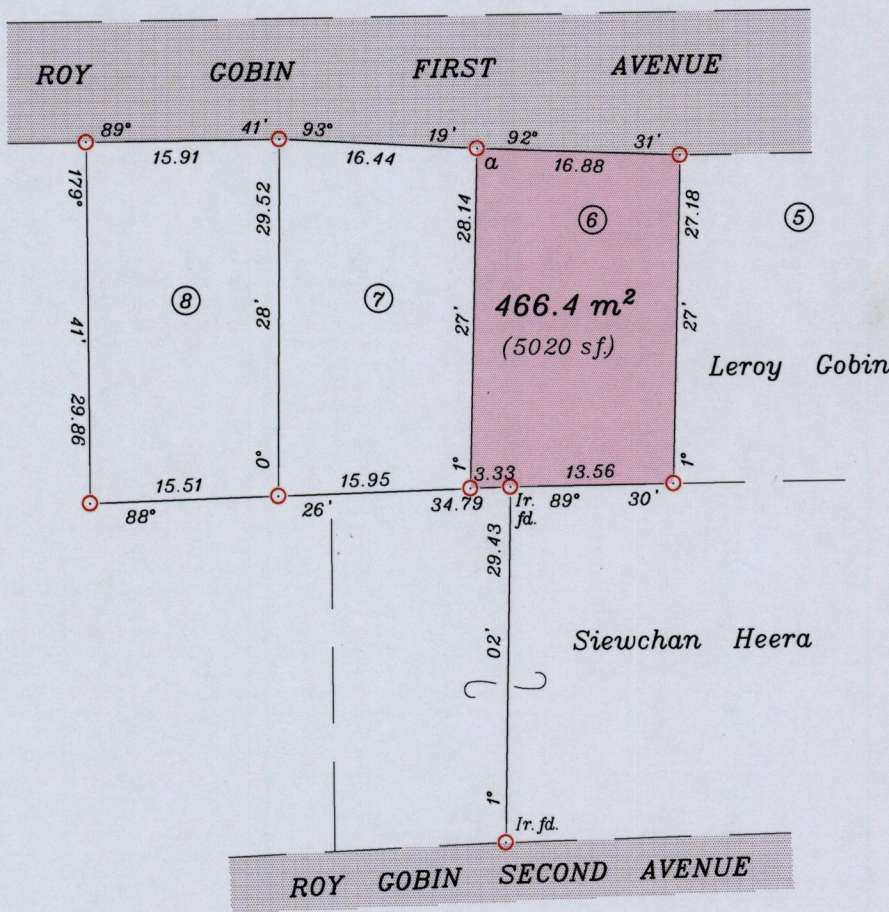 ROY GOBIN FIRST AVENUE
89° 41' 93° 19' 92° 31'
15.91 16.44 a 16.88
179° 41' 29.86
29.52 28' 0°
28.14 27' 1°
27.18 27' 1°
8 7 6 5
466.4 m²
(5020 sf.)
Leroy Gobin
15.51 15.95 3.33 13.56
88° 26' 34.79 Ir. fd. 89° 30'
29.43 02' 1°
Siewchan Heera
Ir. fd.
ROY GOBIN SECOND AVENUE